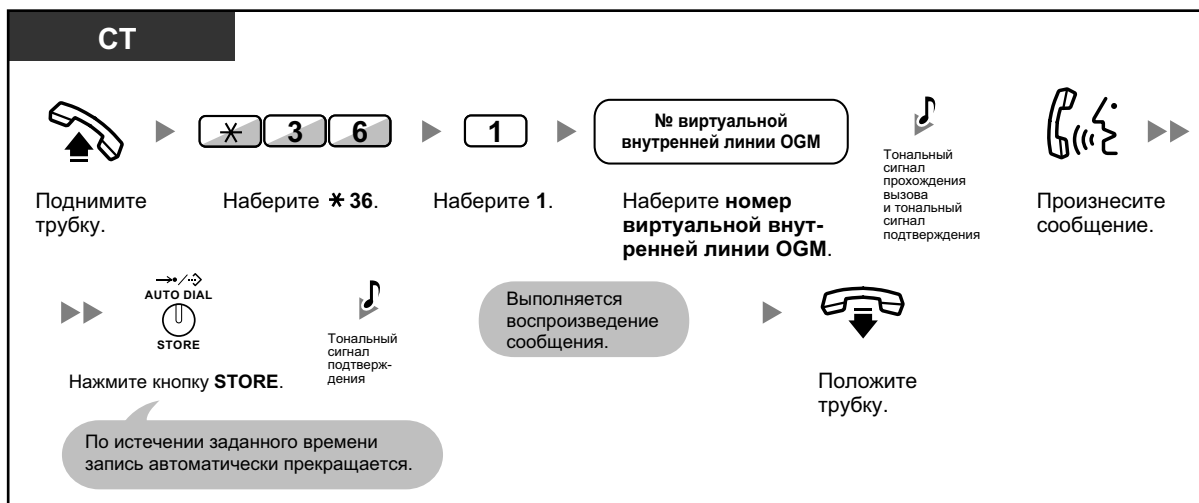 СТ
✳ 3 6
1
№ виртуальной
внутренней линии OGM
Поднимите
трубку.
Наберите ✳ 36.
Наберите 1.
Наберите номер
виртуальной внут-
ренней линии OGM.
Тональный
сигнал
прохождения
вызова
и тональный
сигнал
подтверждения
Произнесите
сообщение.
AUTO DIAL
STORE
Нажмите кнопку STORE.
Тональный
сигнал
подтверж-
дения
Выполняется
воспроизведение
сообщения.
Положите
трубку.
По истечении заданного времени
запись автоматически прекращается.